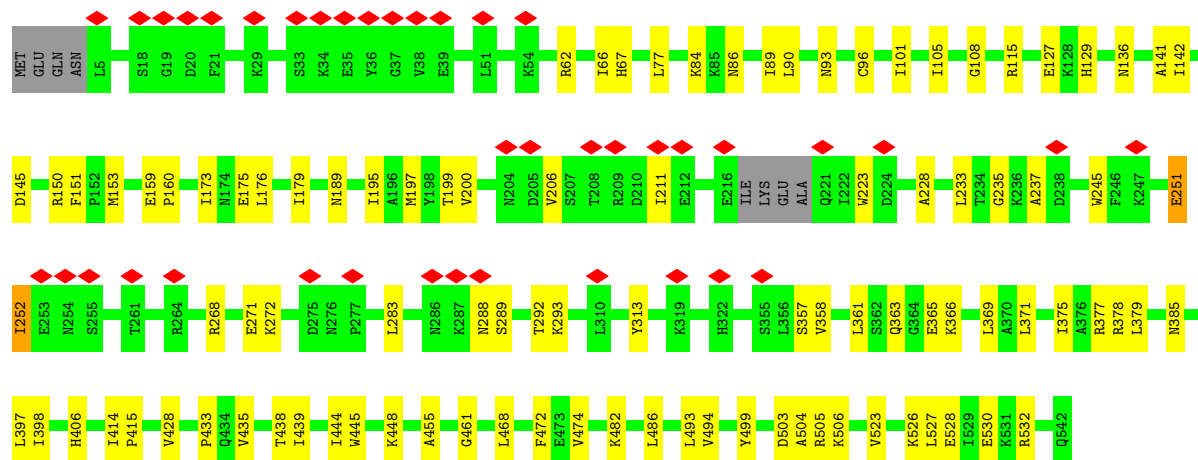 MET GLU GLN ASN L5 S18 G19 D20 F21 K29 S33 K34 E35 Y36 G37 V38 E39 L51 K54 R62 I66 H67 L77 K84 K85 N86 I89 L90 N93 C96 I101 I105 G108 R115 E127 K128 H129 N136 A141 I142
D145 R150 F151 P152 M153 E159 P160 I173 N174 E175 L176 I179 N189 I195 A196 M197 Y198 T199 V200 N204 D205 V206 S207 T208 R209 D210 I211 E212 E216 ILE LYS GLU ALA Q221 I222 W223 D224 A228 L233 T234 G235 K236 A237 D238 W245 F246 K247 E251
I252 E253 N254 S255 T261 R264 R268 E271 K272 D275 N276 P277 L283 N286 K287 N288 S289 T292 K293 L310 Y313 K319 H322 S355 L356 S357 V358 L361 S362 Q363 G364 E365 K366 L369 A370 L371 I375 A376 R377 R378 L379 N385
L397 I398 H406 I414 P415 V428 P433 Q434 V435 T438 I439 I444 W445 K448 A455 G461 L468 F472 E473 V474 K482 L486 L493 V494 Y499 D503 A504 R505 K506 V523 K526 L527 E528 I529 E530 K531 R532 Q542